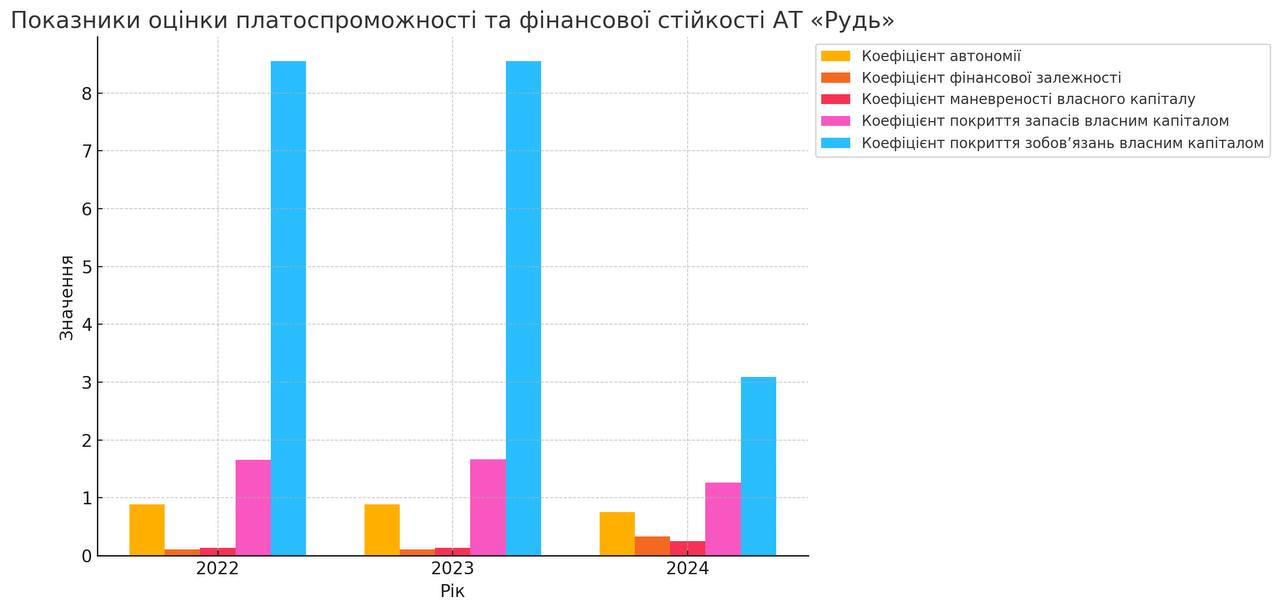 Показники оцінки платоспроможності та фінансової стійкості АТ «Рудь»
Коефіцієнт автономії
Коефіцієнт фінансової залежності
Коефіцієнт маневреності власного капіталу
Коефіцієнт покриття запасів власним капіталом
Коефіцієнт покриття зобов’язань власним капіталом
Значення
8
7
6
5
4
3
2
1
0
2022 2023 2024
Рік